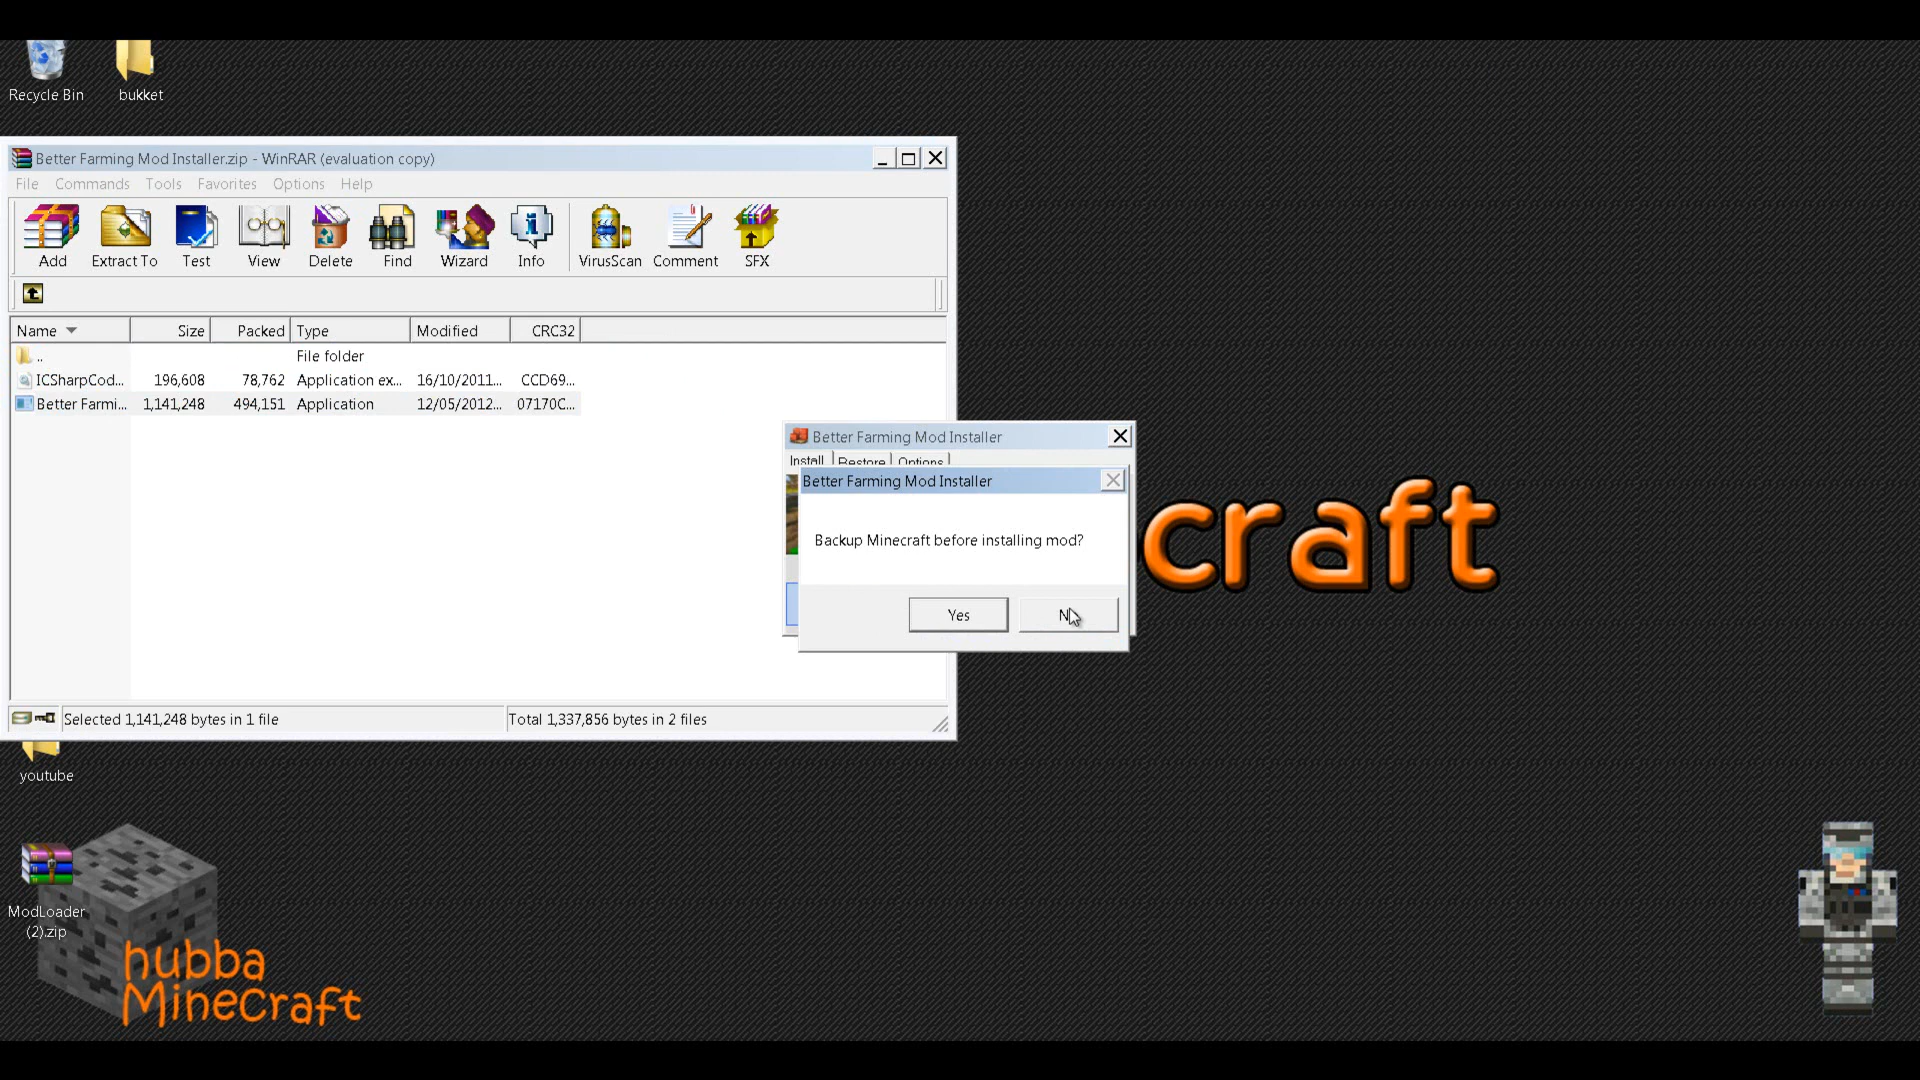 Recycle Bin
bukket
Better Farming Mod Installer.zip - WinRAR (evaluation copy)
File Commands Tools Favorites Options Help
Add Extract To Test View Delete Find Wizard Info VirusScan Comment SFX
Name Size Packed Type Modified CRC32
.. File folder
ICSharpCod... 196,608 78,762 Application ex... 16/10/2011... CCD69...
Better Farmi... 1,141,248 494,151 Application 12/05/2012... 07170C...
Better Farming Mod Installer
Install Restore Options
Better Farming Mod Installer
Backup Minecraft before installing mod?
Yes
craft
Selected 1,141,248 bytes in 1 file
Total 1,337,856 bytes in 2 files
youtube
ModLoader
(2).zip
hubba
MineCraft